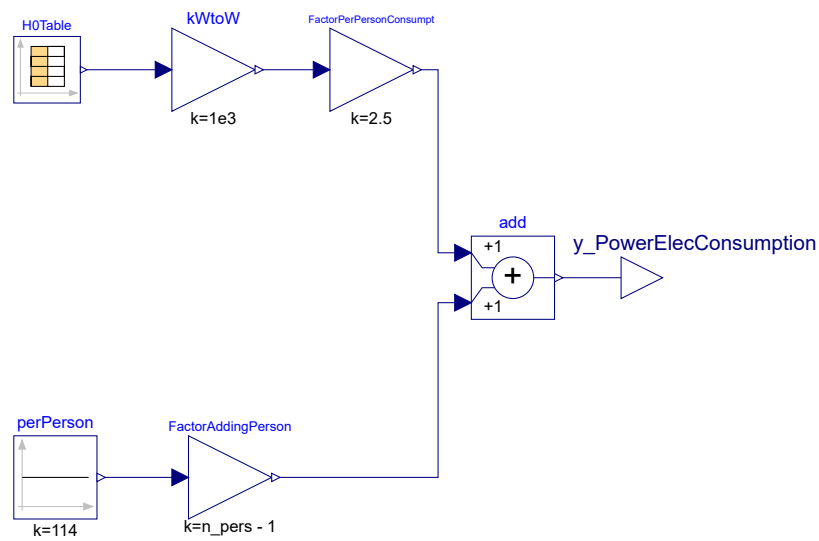 H0Table
kWtoW
FactorPerPersonConsumpt
k=1e3
k=2.5
add
+1
+
+1
y_PowerElecConsumption
perPerson
FactorAddingPerson
k=114
k=n_pers - 1